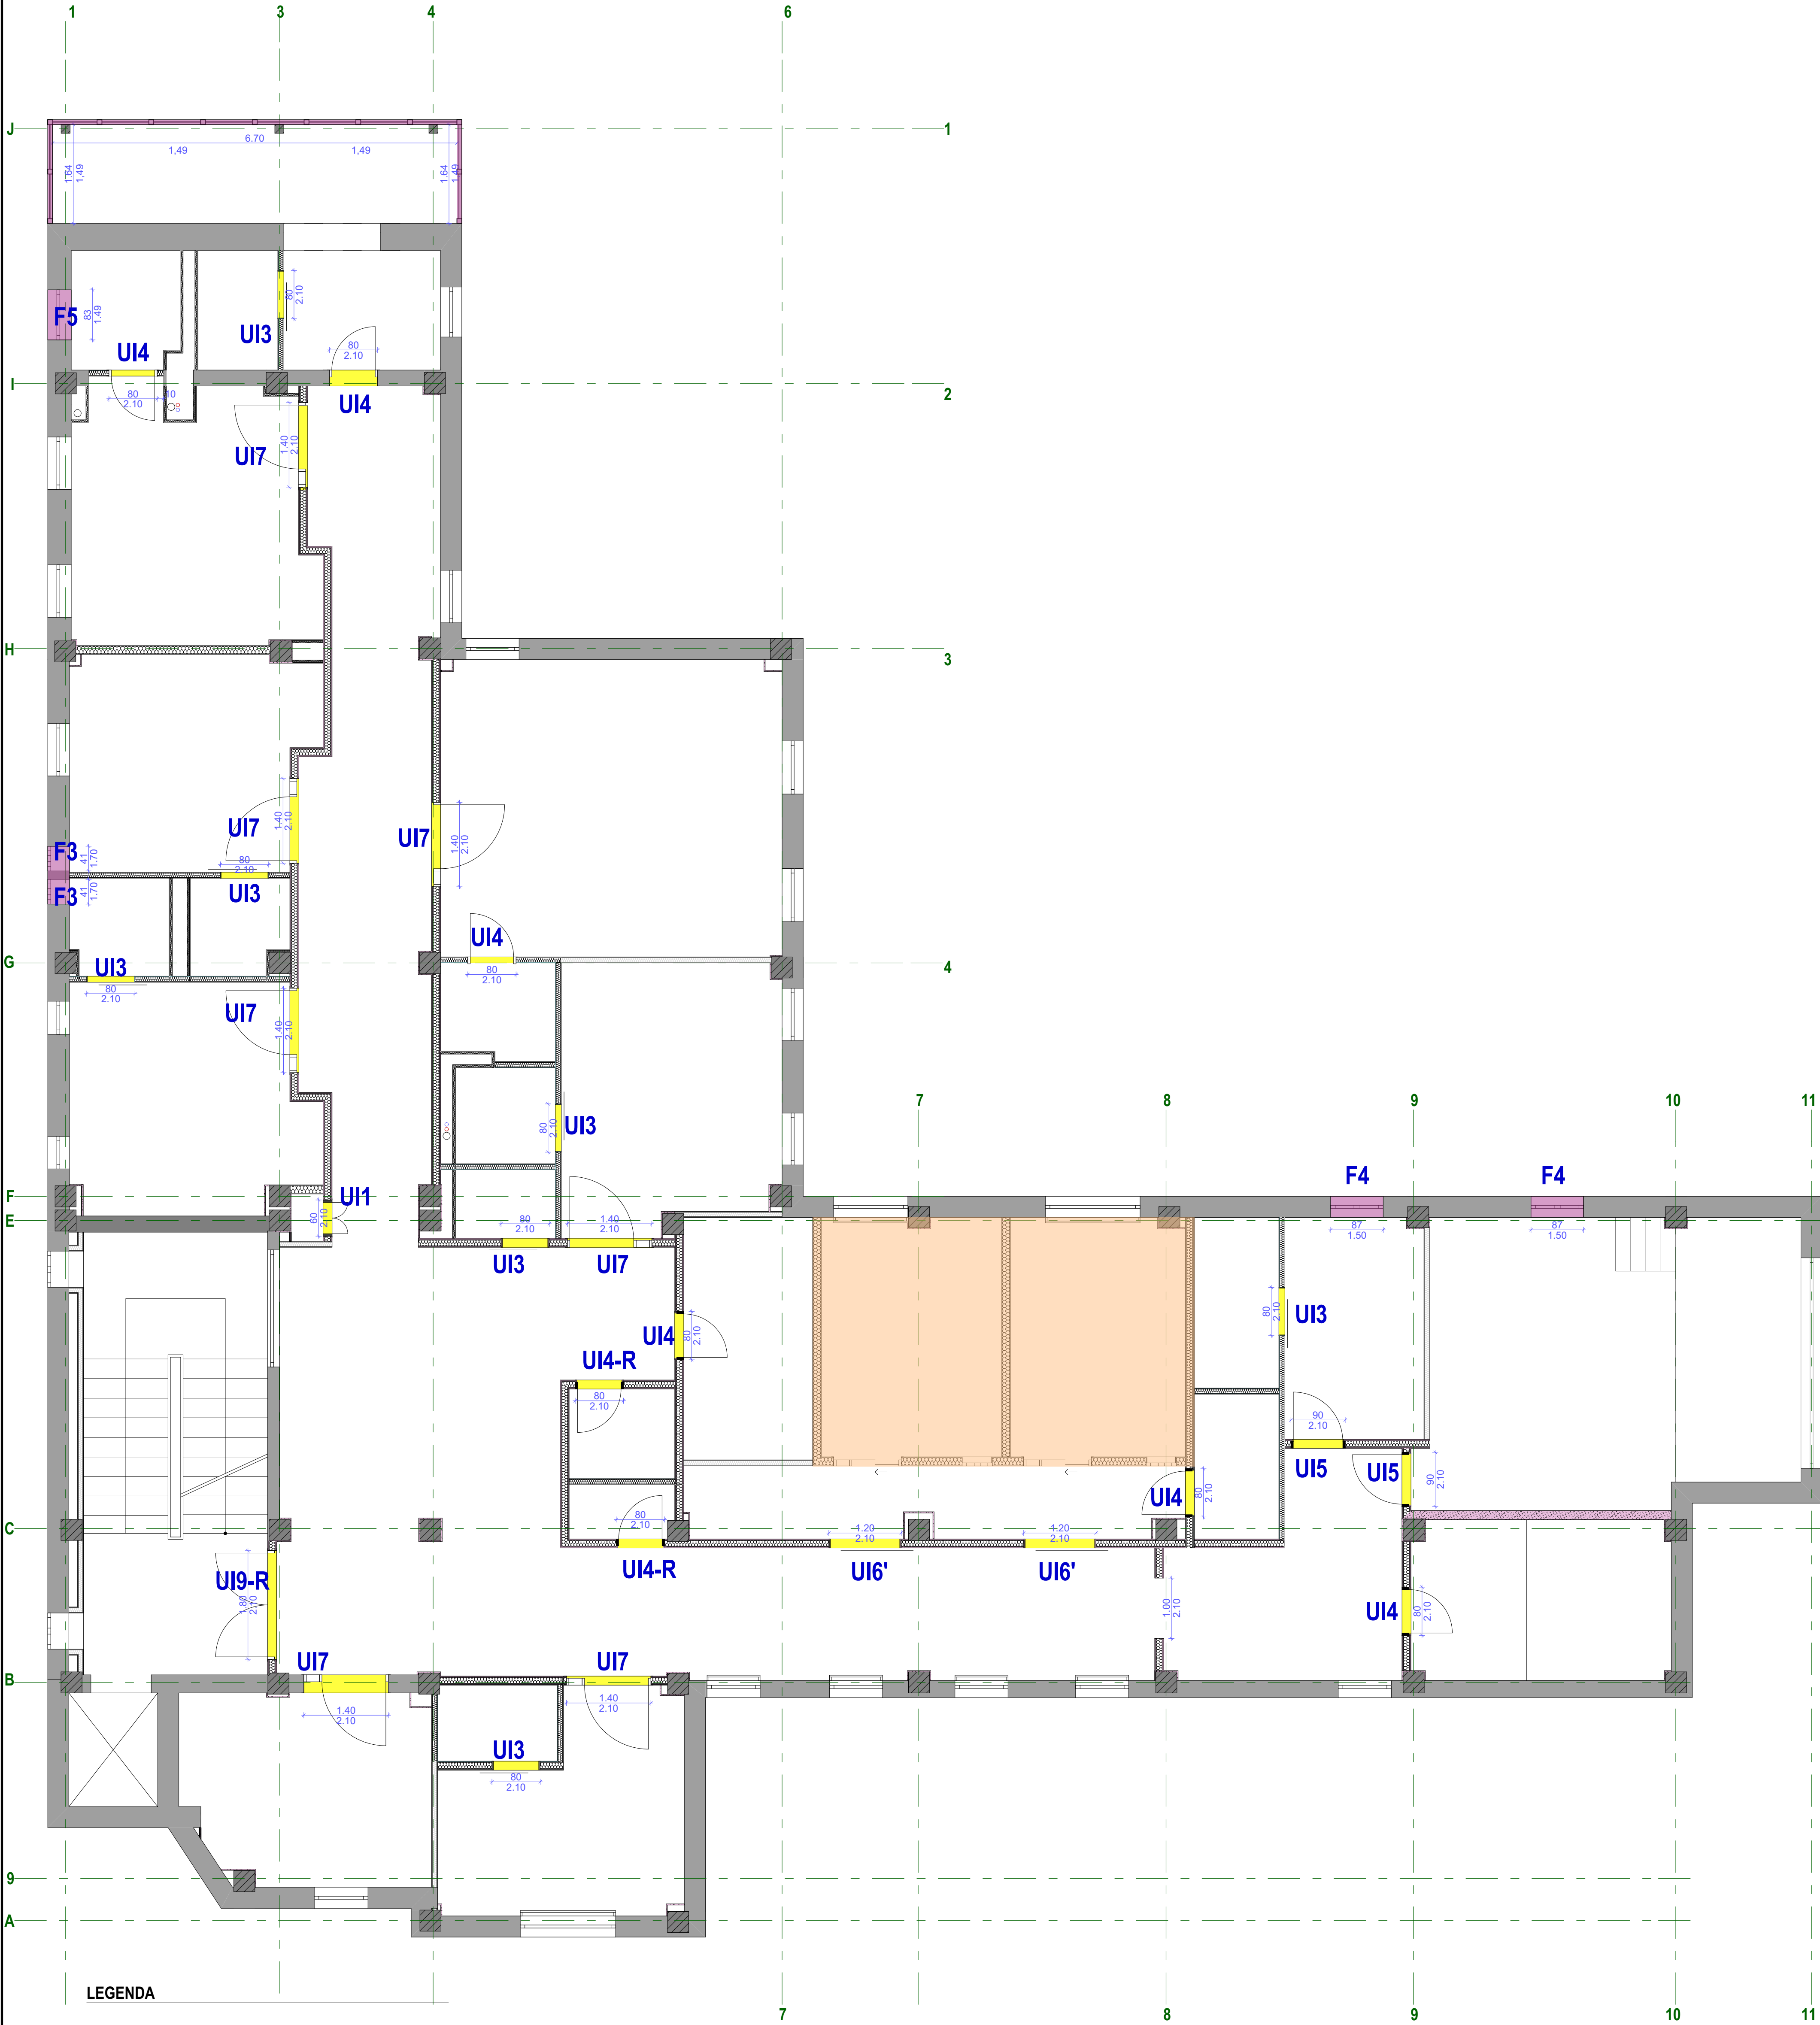 1 3 4 6
J 1
6.70
1,49 1,49
1.64 1,49 1.64 1,49
80 2.10
F5 83 1.49
UI3
UI4
80
2.10
80 10
2.10
I 2
UI4
1.40 2.10
UI7
H 3
UI7 1.40 2.10
UI7 1.40 2.10
F3 41 1.70
80
2.10
F3 41 1.70
UI3
UI4
G 4
UI3
80
2.10
80
2.10
UI7 1.40 2.10
7 8 9 10 11
80 2.10 UI3
F4 F4
F
UI1
60 2.10
E
80
2.10
1.40
2.10
87
1.50
87
1.50
UI3 UI7
80 2.10 UI3
UI4 80 2.10
UI4-R
80
2.10
90
2.10
UI5 UI5 90 2.10
UI4 80 2.10
80
2.10
1.20
2.10
1.20
2.10
C
UI4-R UI6' UI6'
UI9-R
1.80 2.10
1.00 2.10
UI4 80 2.10
UI7 UI7
B
1.40
2.10
1.40
2.10
UI3
80
2.10
9
A
LEGENDA
7 8 9 10 11